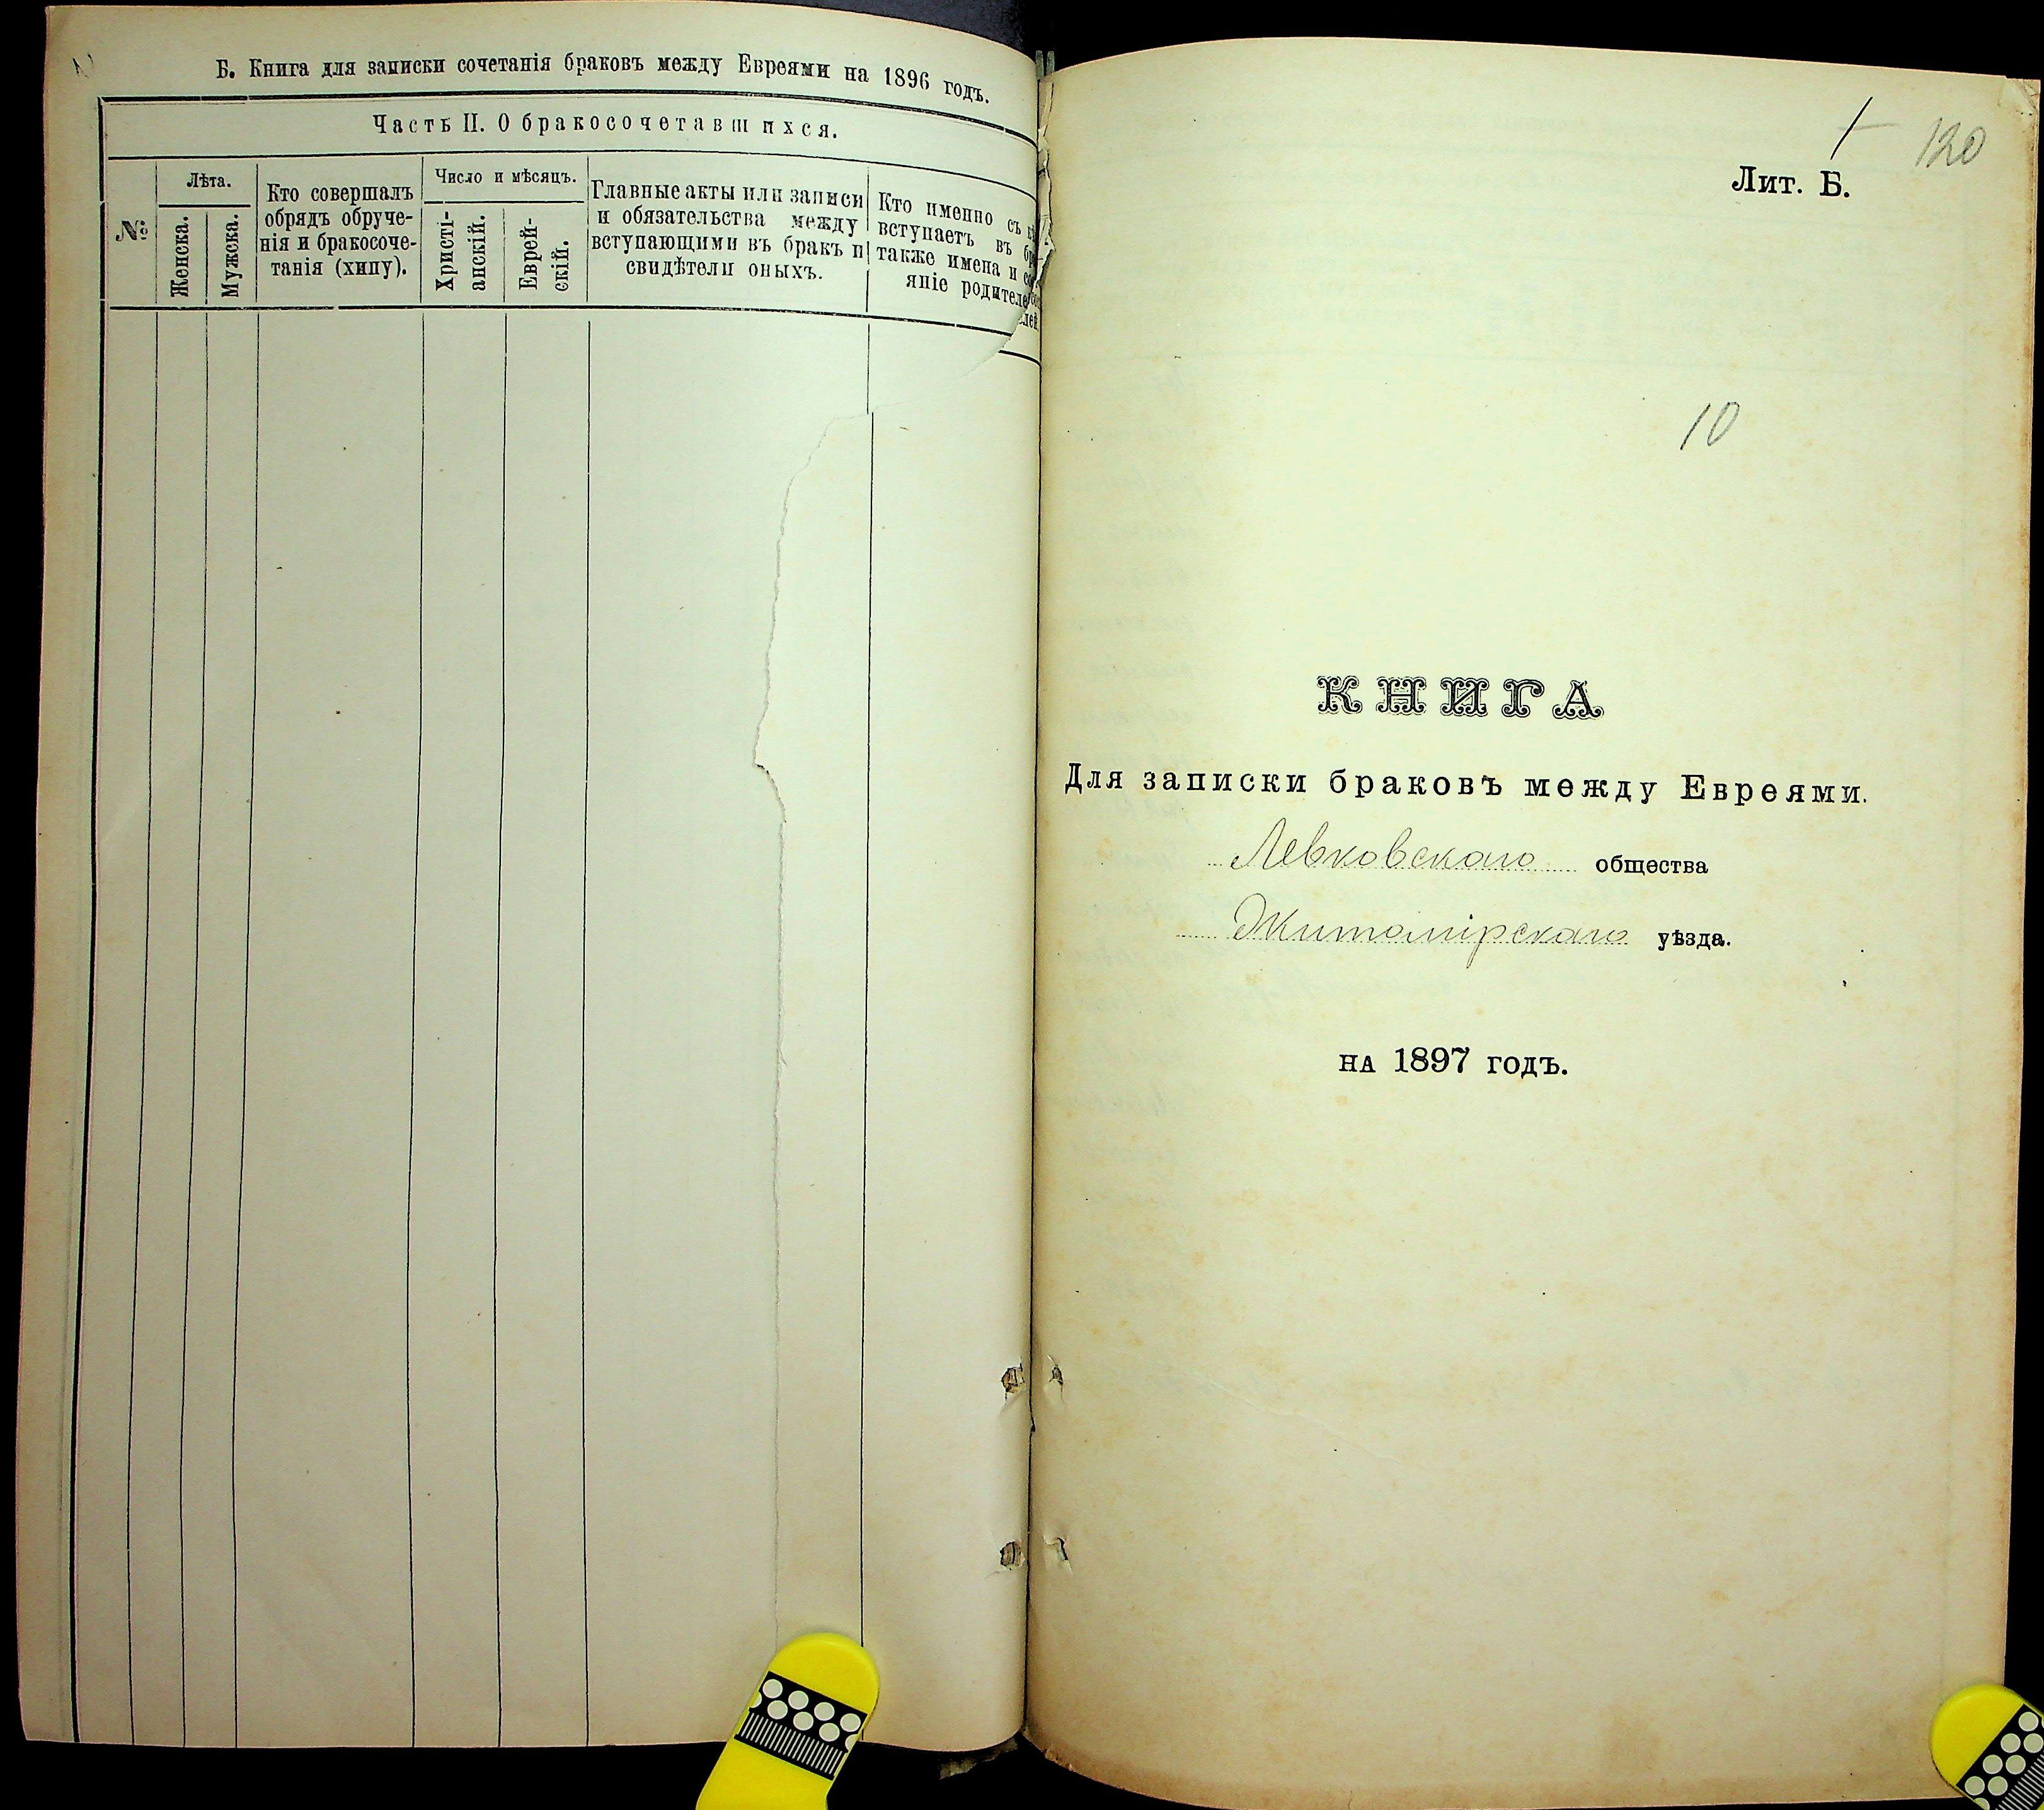 Б. Книга для записки сочетанія браковъ между Евреями на 1896 годъ.
Часть II. О бракосочетавшихся.
№
Лѣта.
Женска.
Мужска.
Кто совершалъ
обрядъ обруче-
нія и бракосоче-
танія (хипу).
Число и мѣсяцъ.
Христі-
анскій.
Еврей-
скій.
Главные акты или записи
и обязательства между
вступающими въ бракъ и
свидѣтели оныхъ.
Кто именно съ
вступаетъ въ
также имена и
яніе родителей
120
Лит. Б.
10
КНИГА
Для записки браковъ между Евреями.
Левковскаго общества
Житомірскаго уѣзда.
на 1897 годъ.